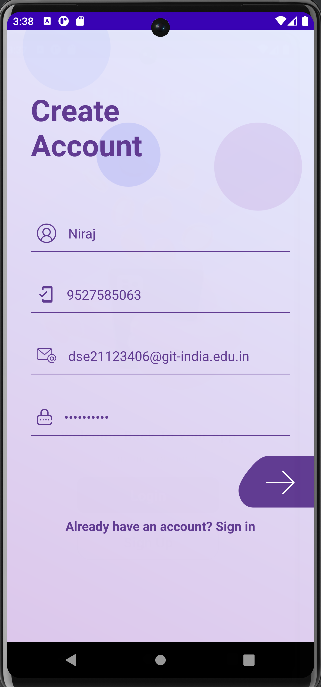 3:38
Create
Account
Niraj
9527585063
dse21123406@git-india.edu.in
••••••••••
Already have an account? Sign in